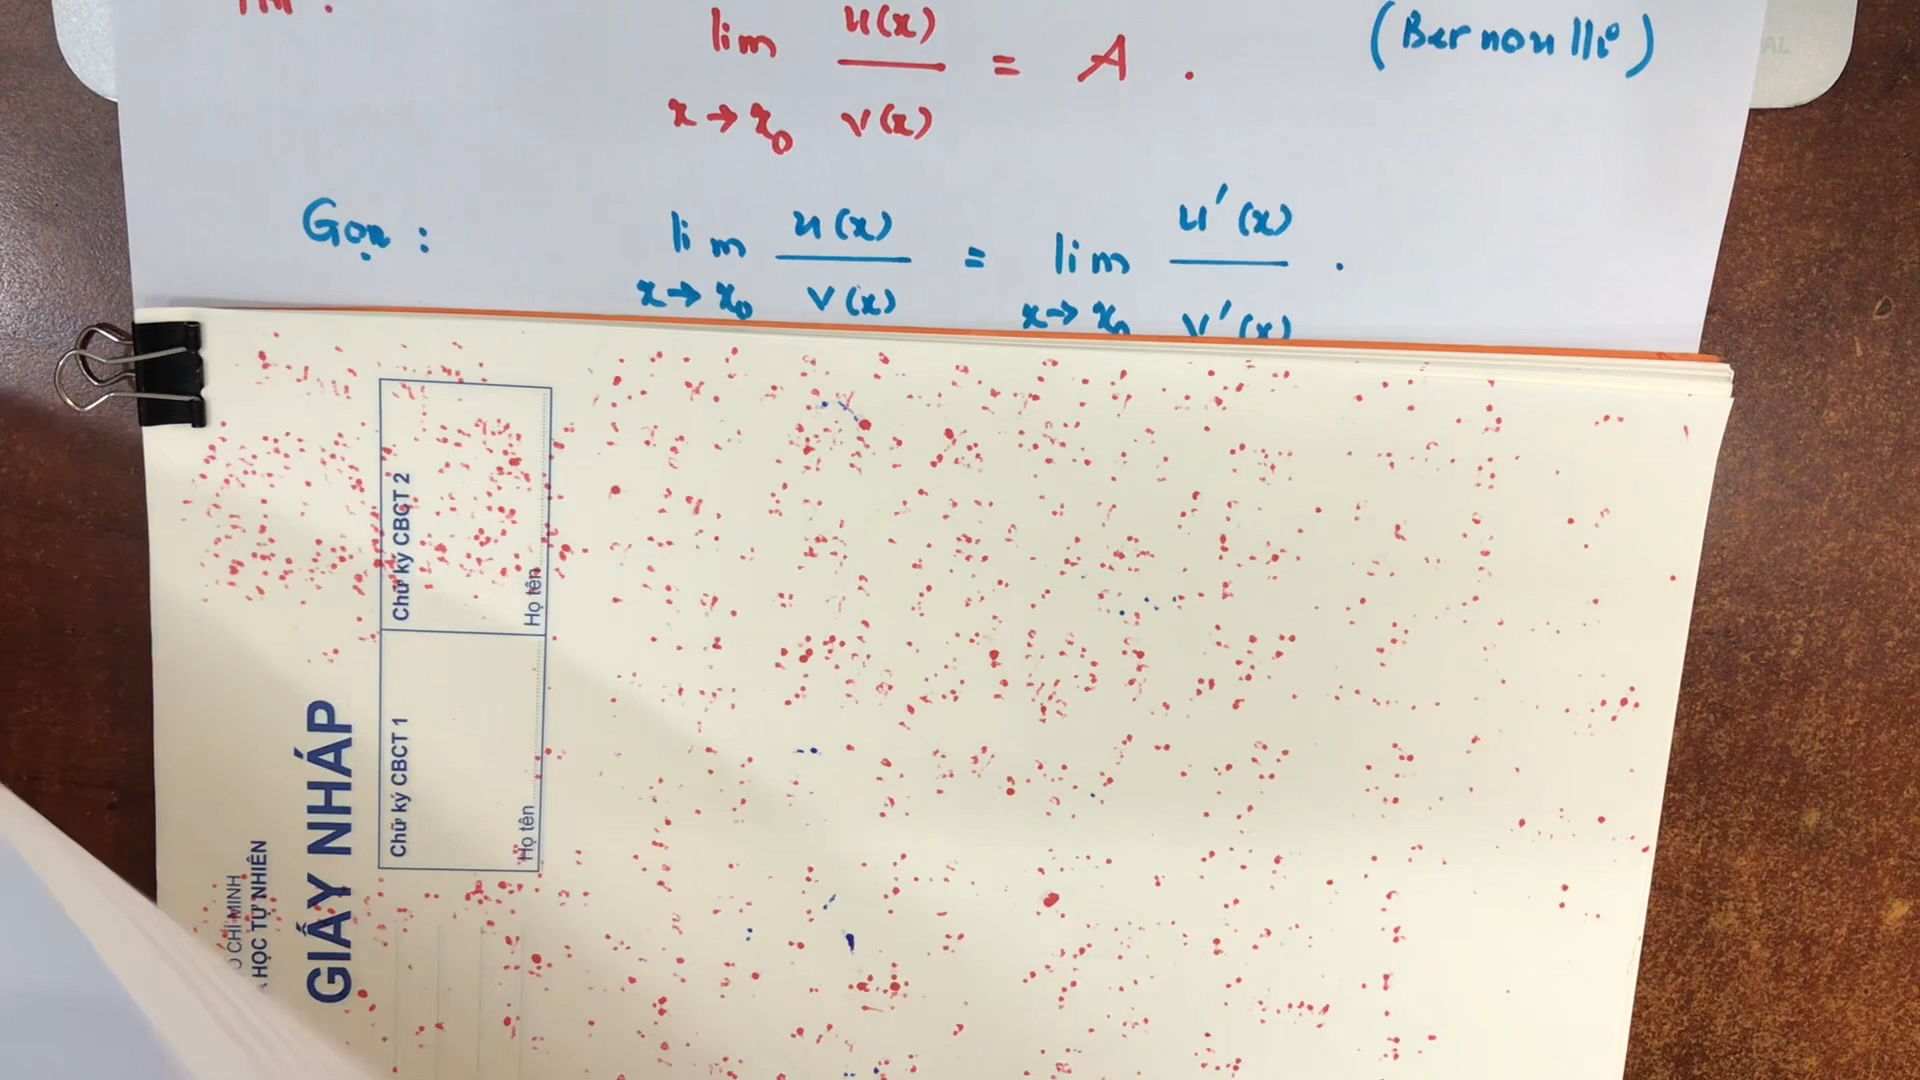 lim u(x) / v(x) = A .
x → x₀
(Bernoulli)
Gọn : lim u(x) / v(x) = lim u'(x) / v'(x) .
x → x₀ x → x₀
CHÍ MINH
HỌC TỰ NHIÊN
GIẤY NHÁP
Chữ ký CBCT 1
Chữ ký CBCT 2
Họ tên
Họ tên